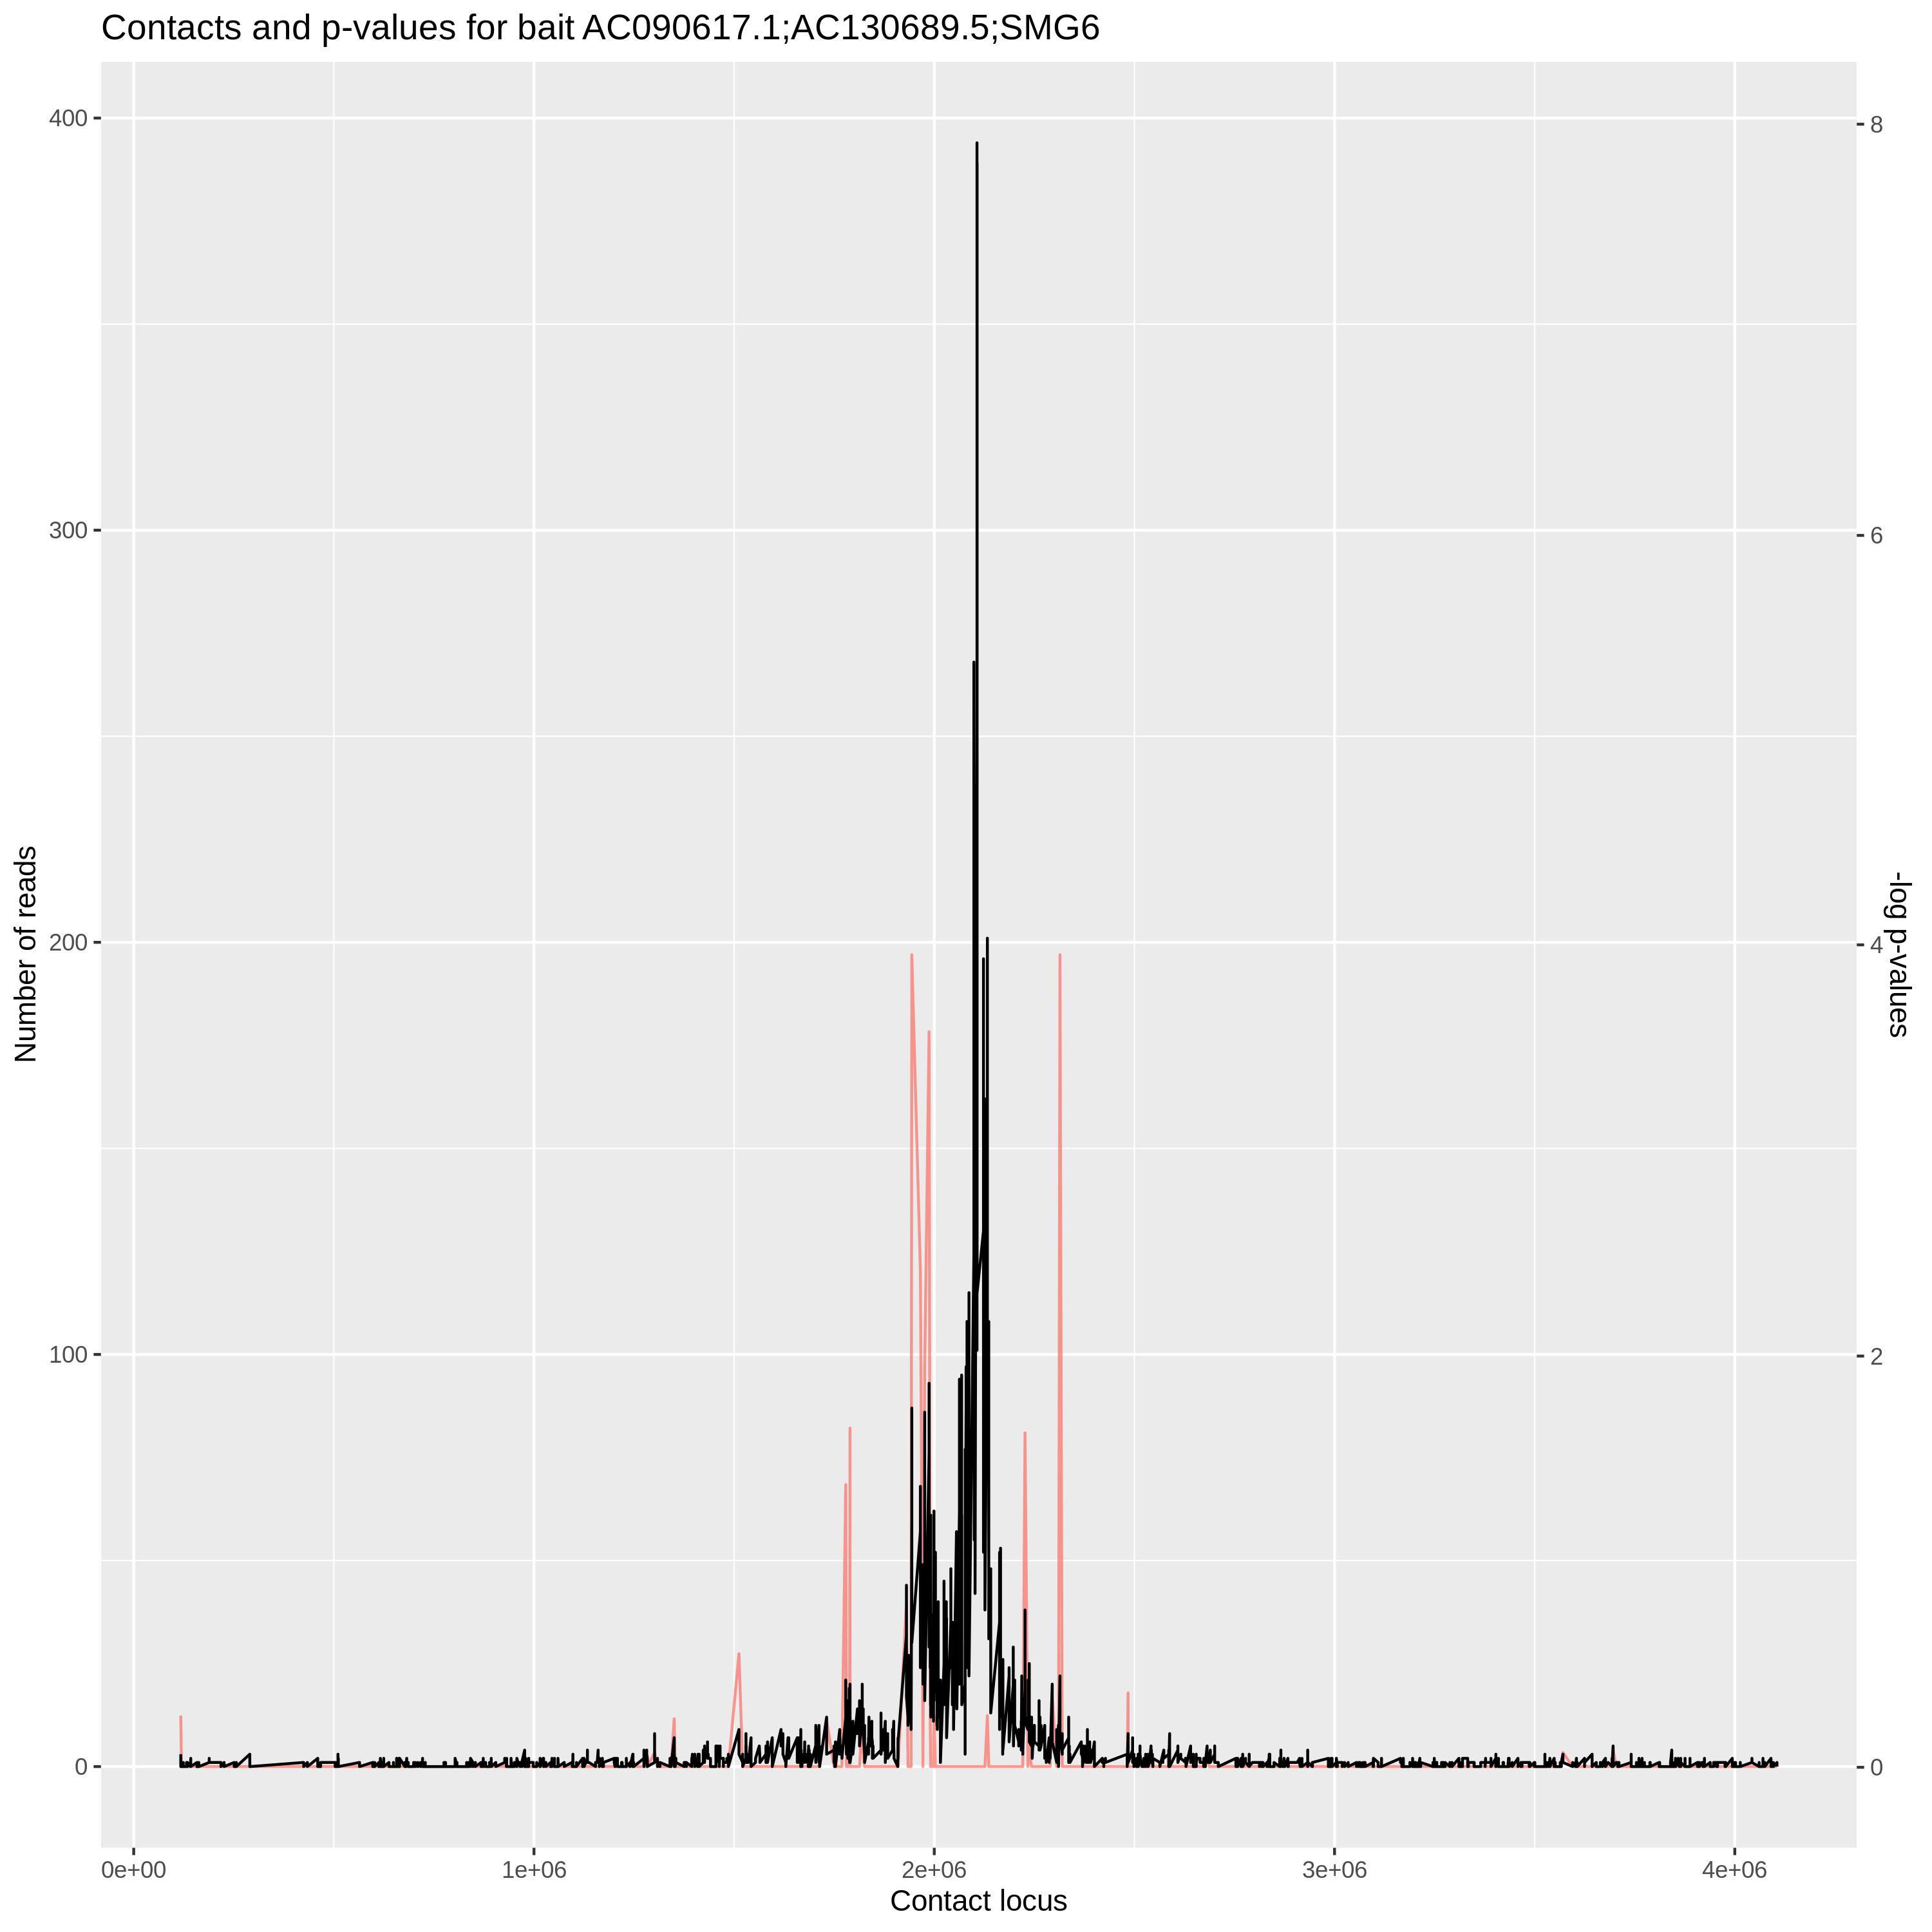 Contacts and p-values for bait AC090617.1;AC130689.5;SMG6
400
300
200
100
0
Number of reads
8
6
4
2
0
-log p-values
0e+00 1e+06 2e+06 3e+06 4e+06
Contact locus